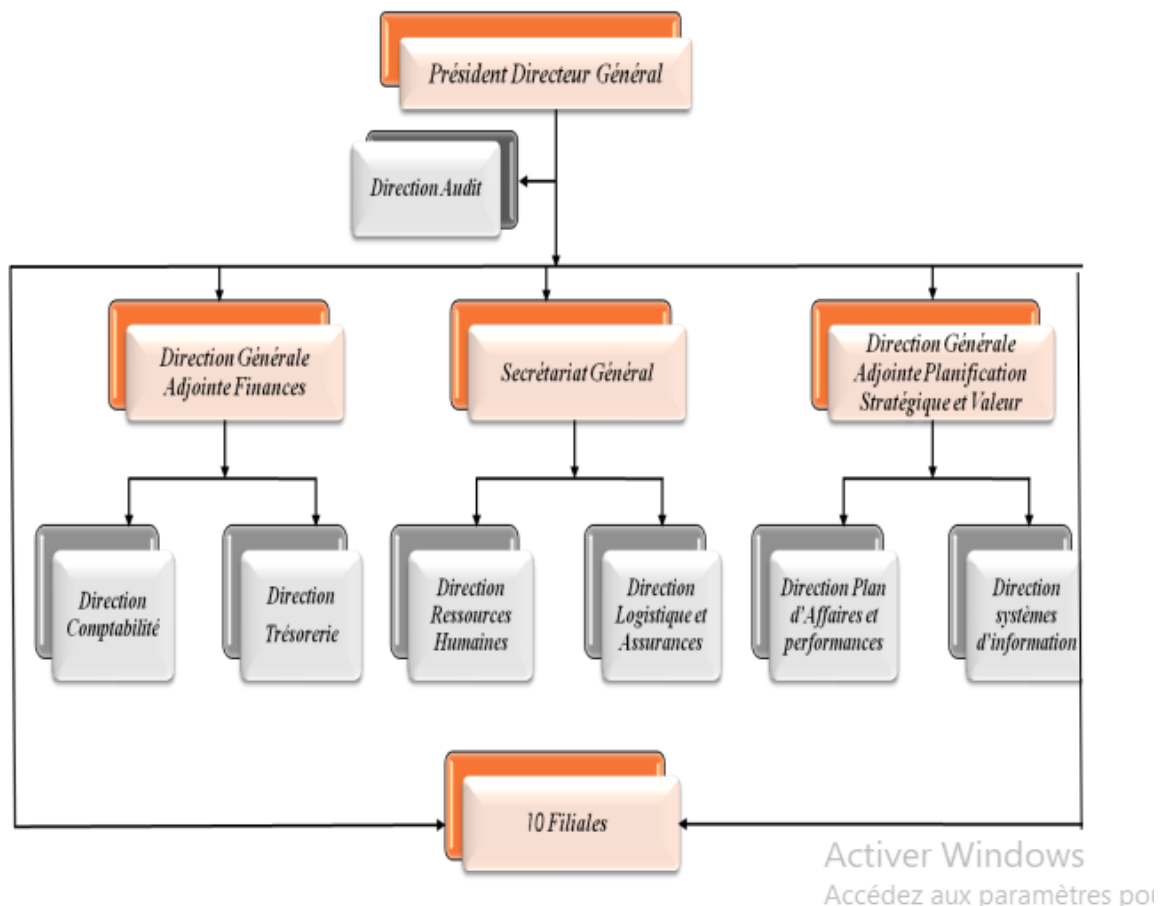 Président Directeur Général
Direction Audit
Direction Générale
Adjointe Finances
Secrétariat Général
Direction Générale
Adjointe Planification
Stratégique et Valeur
Direction
Comptabilité
Direction
Trésorerie
Direction
Ressources
Humaines
Direction
Logistique et
Assurances
Direction Plan
d'Affaires et
performances
Direction
systèmes
d'information
10 Filiales
Activer Windows
Accédez aux paramètres pou